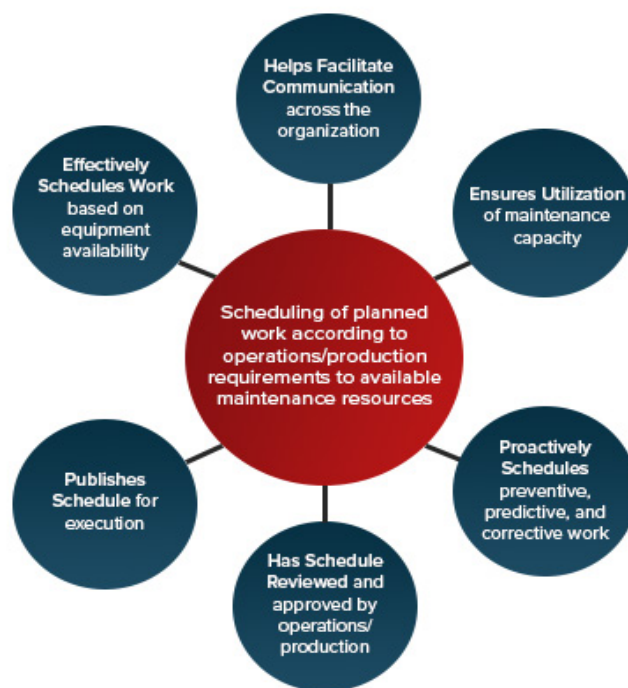 Helps Facilitate
Communication
across the
organization
Effectively
Schedules Work
based on
equipment
availability
Ensures Utilization
of maintenance
capacity
Scheduling of planned
work according to
operations/production
requirements to available
maintenance resources
Publishes
Schedule for
execution
Proactively
Schedules
preventive,
predictive, and
corrective work
Has Schedule
Reviewed and
approved by
operations/
production